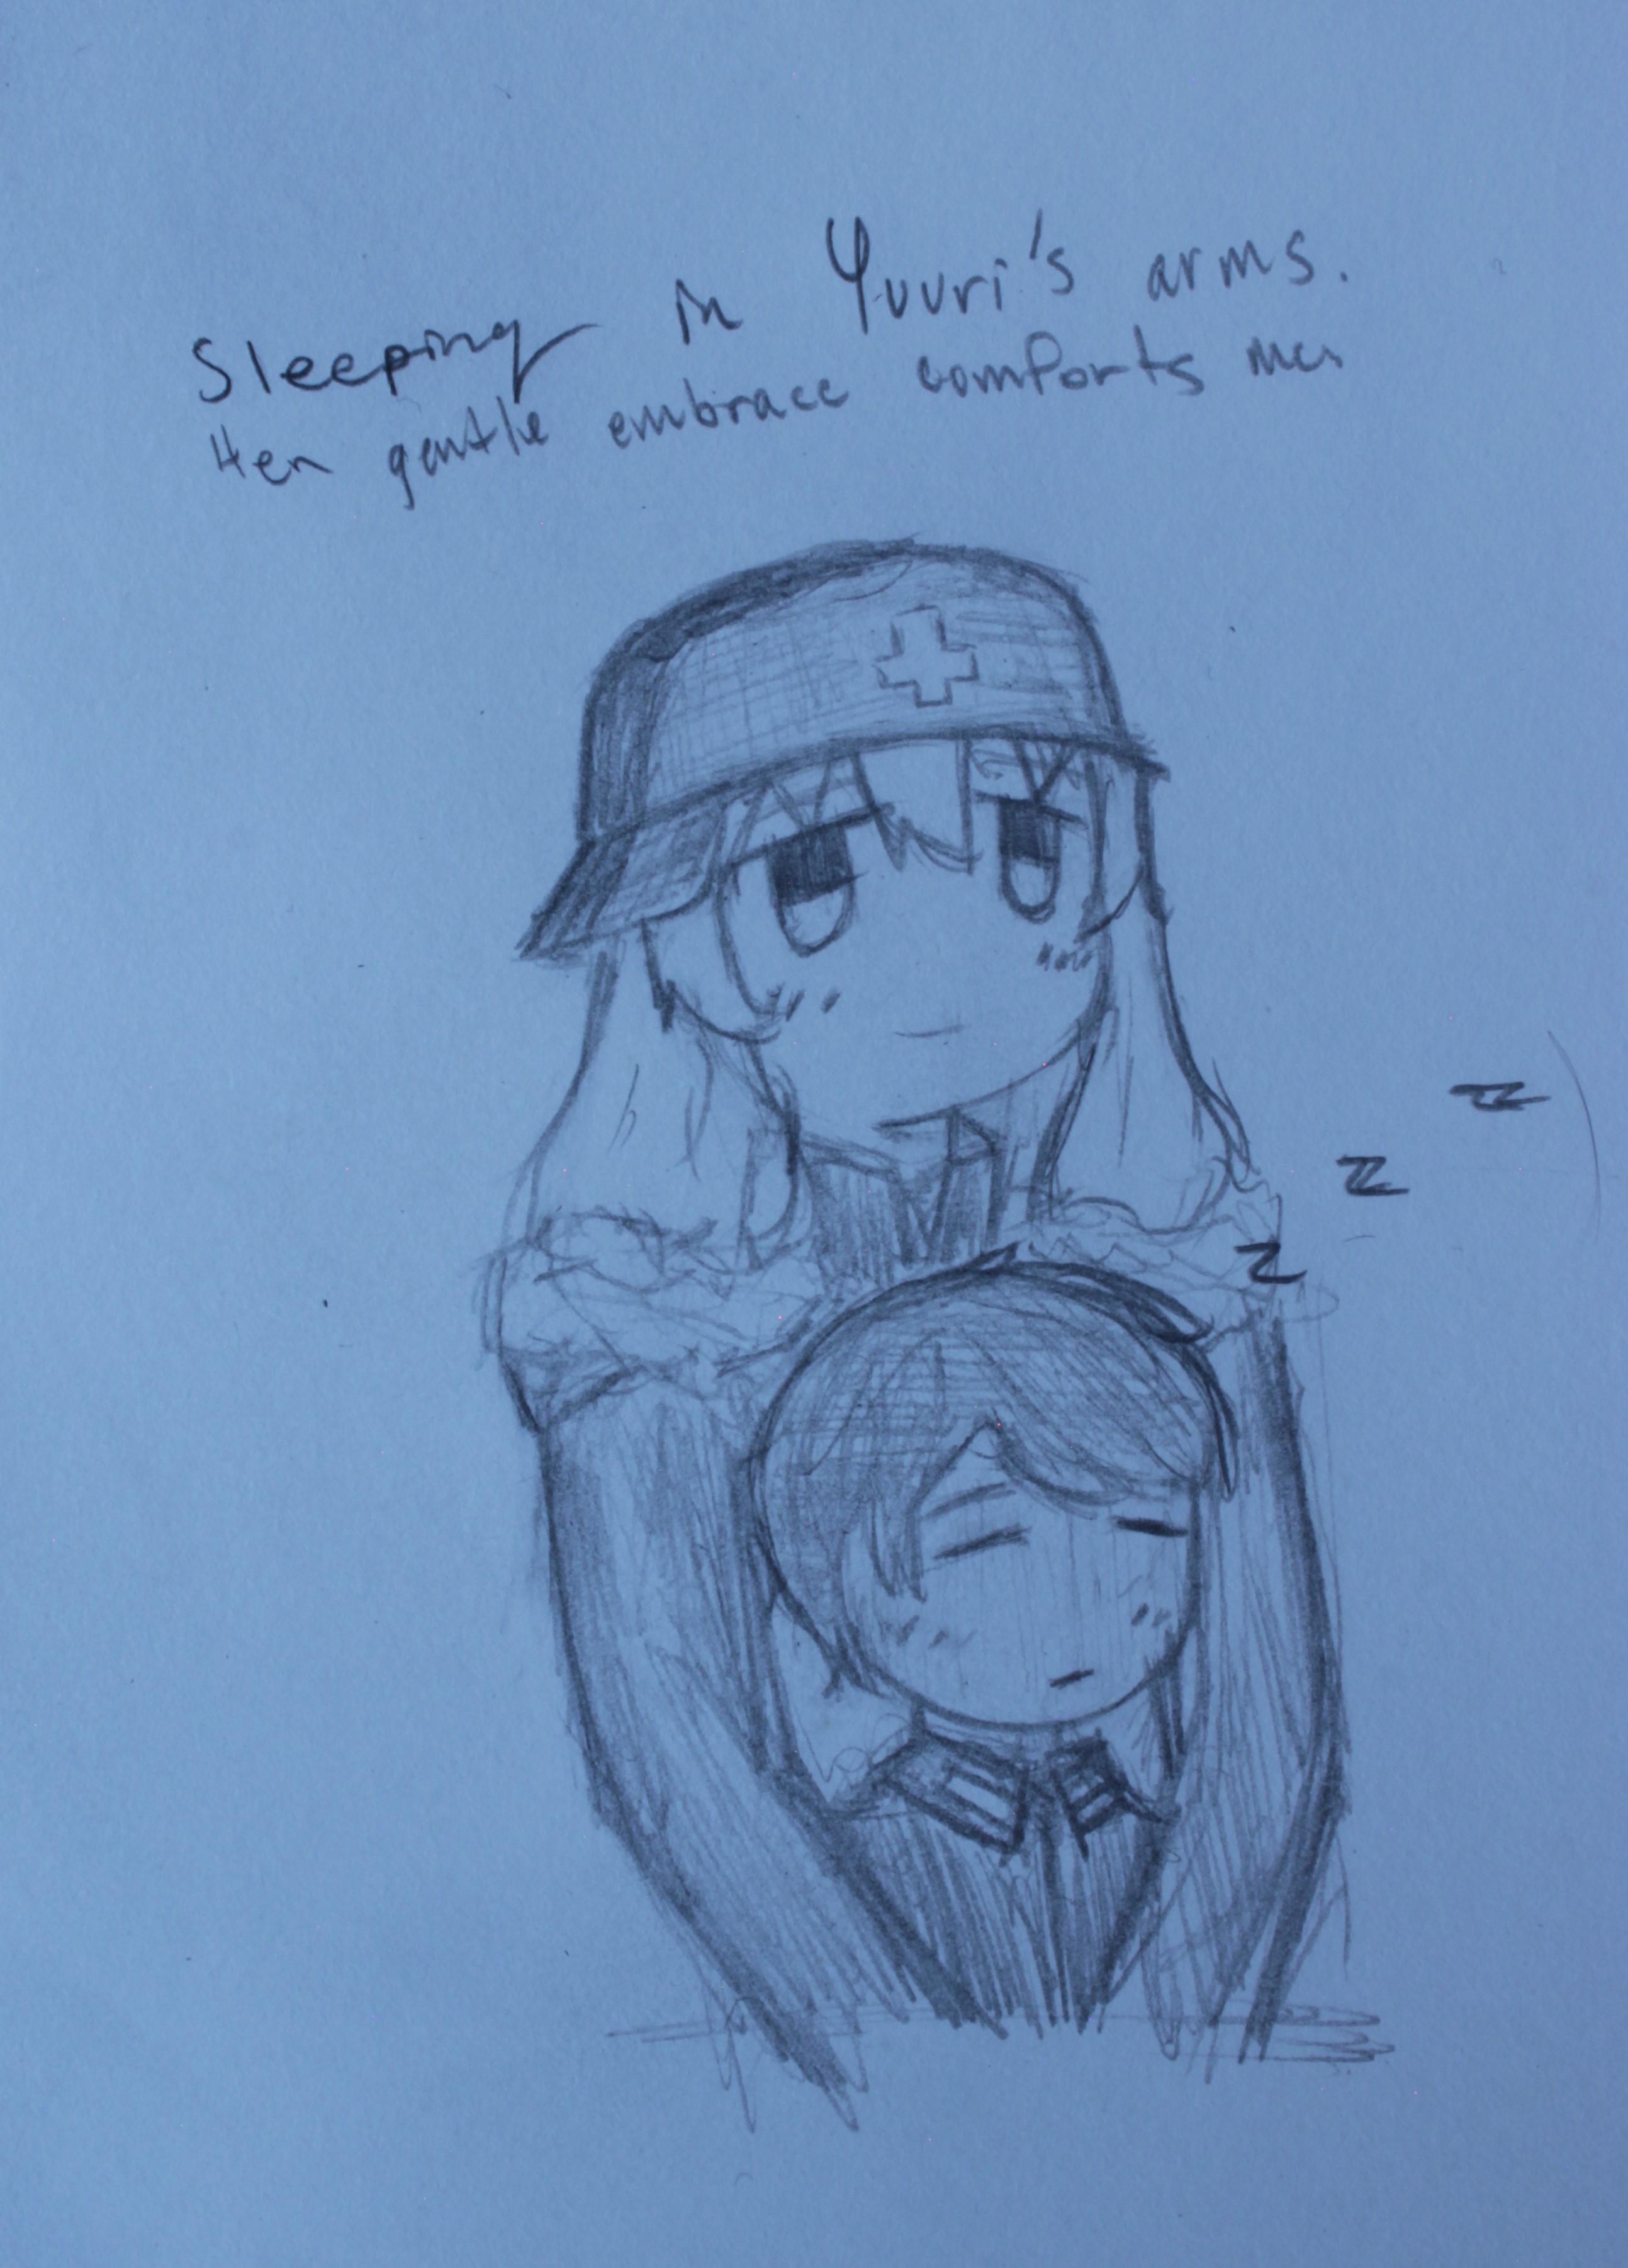 Sleeping in Yuuri's arms.
Her gentle embrace comforts me.
z
z
z